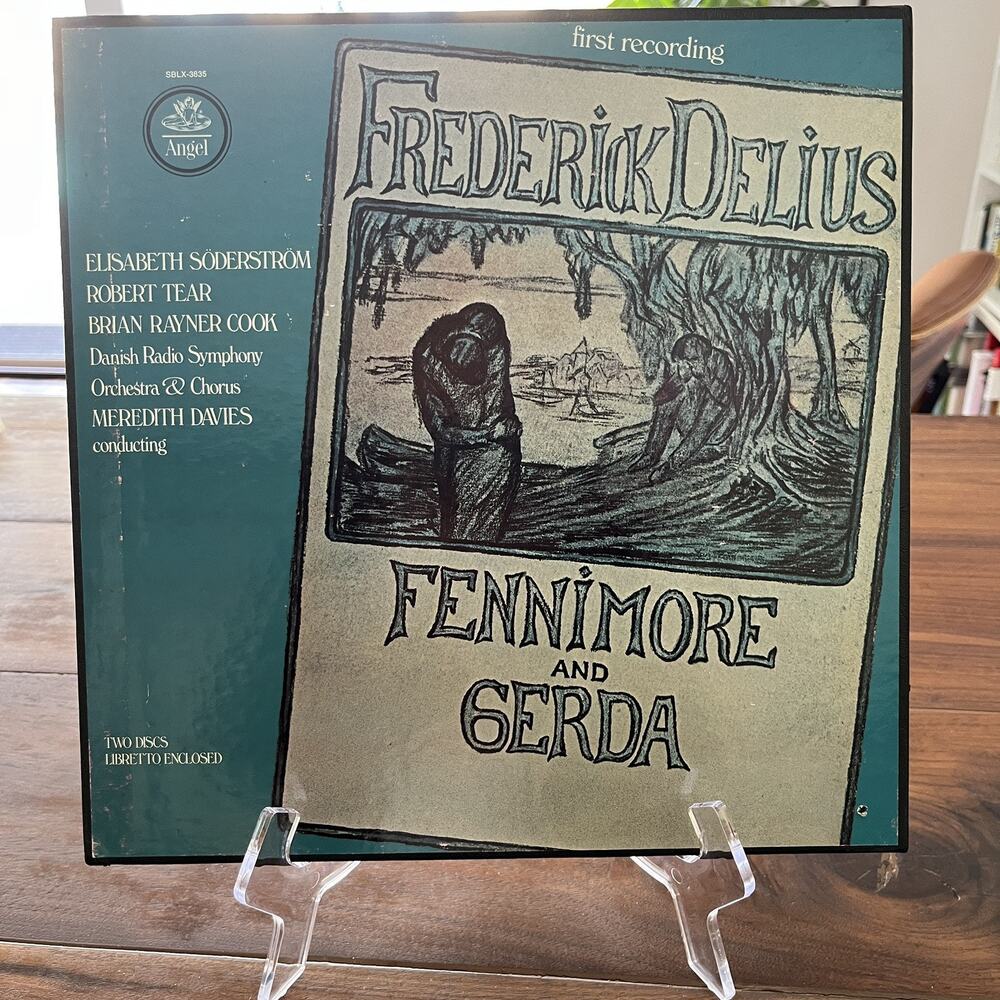 first recording
SBLX-3835
Angel
FREDERICK DELIUS
ELISABETH SÖDERSTRÖM
ROBERT TEAR
BRIAN RAYNER COOK
Danish Radio Symphony
Orchestra & Chorus
MEREDITH DAVIES
conducting
FENNIMORE
AND
GERDA
TWO DISCS
LIBRETTO ENCLOSED